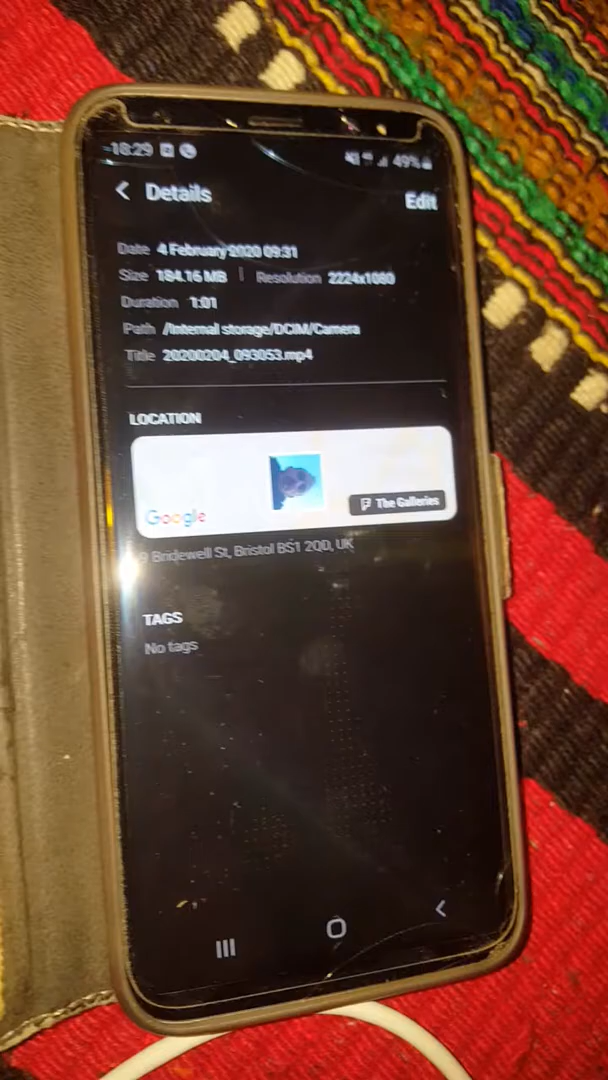 18:29 49%
Details Edit
Date 4 February 2020 09:31
Size 184.16 MB | Resolution 2224x1080
Duration 1:01
Path /Internal storage/DCIM/Camera
Title 20200204_093053.mp4
LOCATION
Google The Galleries
9 Bridewell St, Bristol BS1 2QD, UK
TAGS
No tags